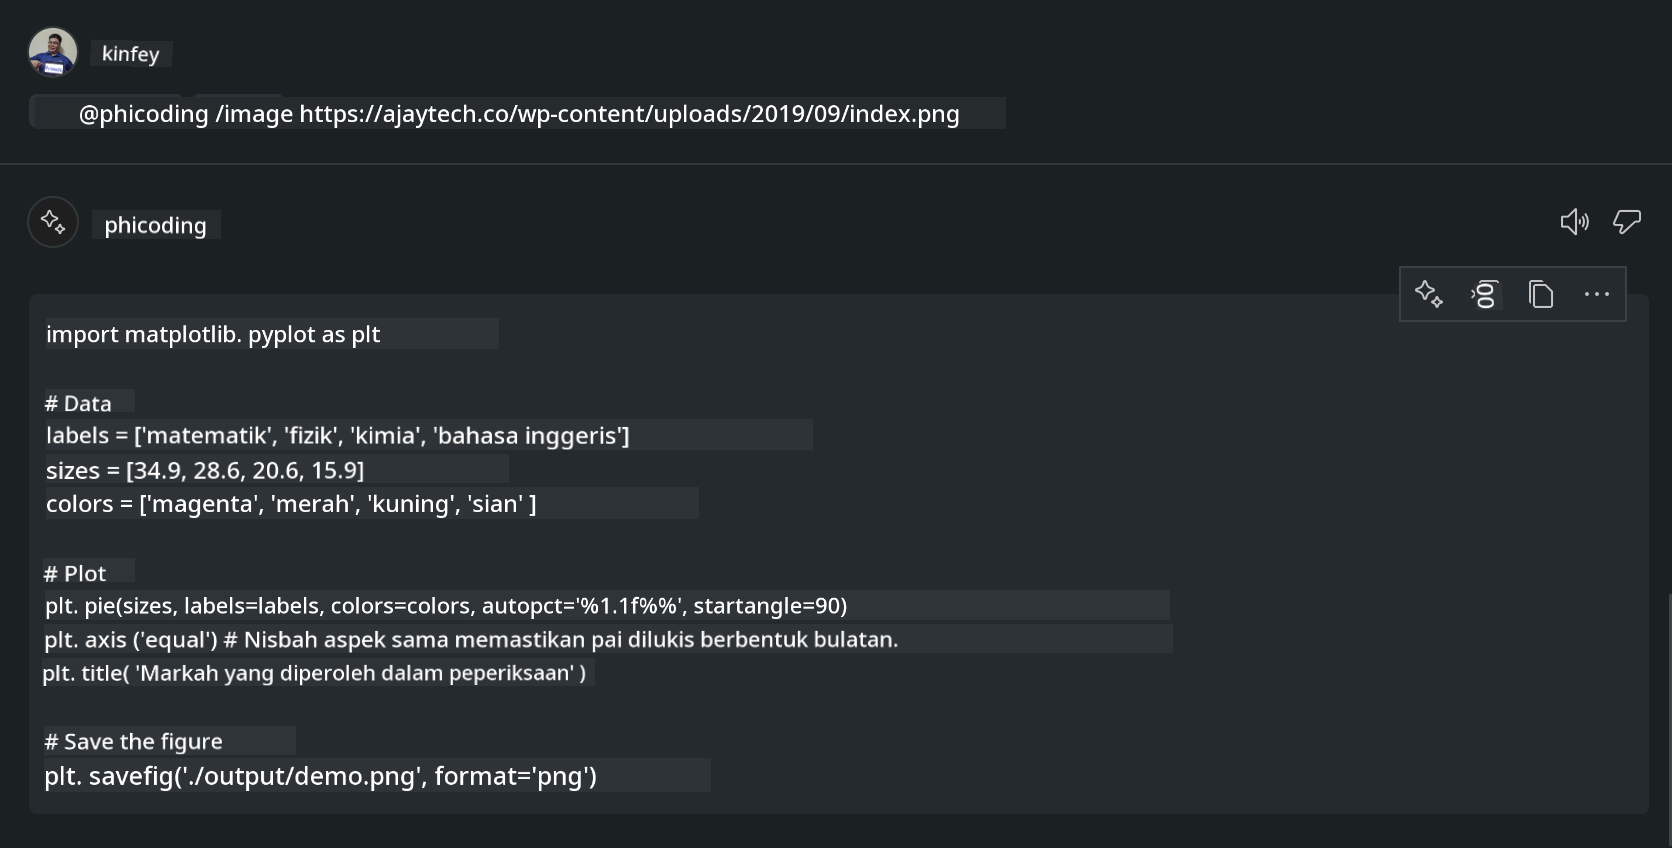 kinfey
@phicoding /image https://ajaytech.co/wp-content/uploads/2019/09/index.png
phicoding
import matplotlib. pyplot as plt
# Data
labels = ['matematik', 'fizik', 'kimia', 'bahasa inggeris']
sizes = [34.9, 28.6, 20.6, 15.9]
colors = ['magenta', 'merah', 'kuning', 'sian' ]
# Plot
plt. pie(sizes, labels=labels, colors=colors, autopct='%1.1f%%', startangle=90)
plt. axis ('equal') # Nisbah aspek sama memastikan pai dilukis berbentuk bulatan.
plt. title( 'Markah yang diperoleh dalam peperiksaan' )
# Save the figure
plt. savefig('./output/demo.png', format='png')